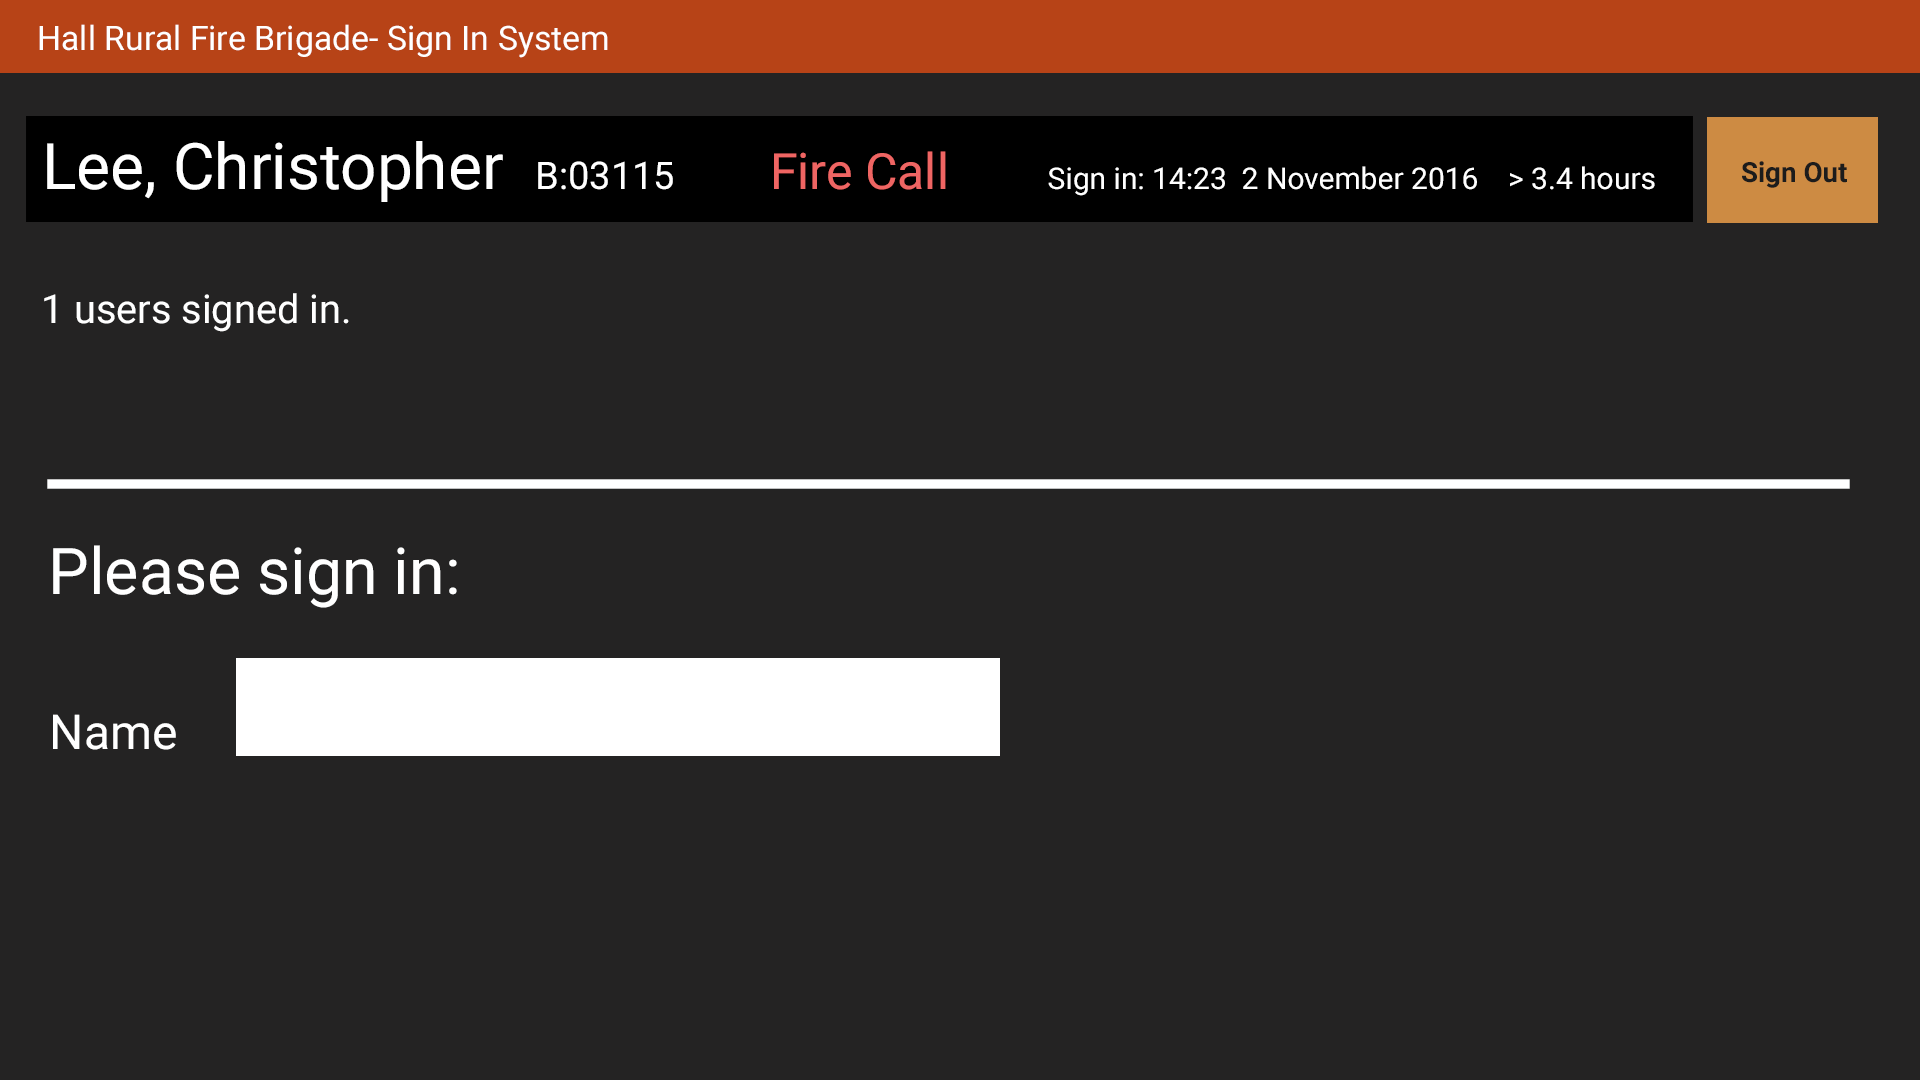 Hall Rural Fire Brigade- Sign In System
Lee, Christopher B:03115 Fire Call Sign in: 14:23 2 November 2016 > 3.4 hours Sign Out
1 users signed in.
Please sign in:
Name